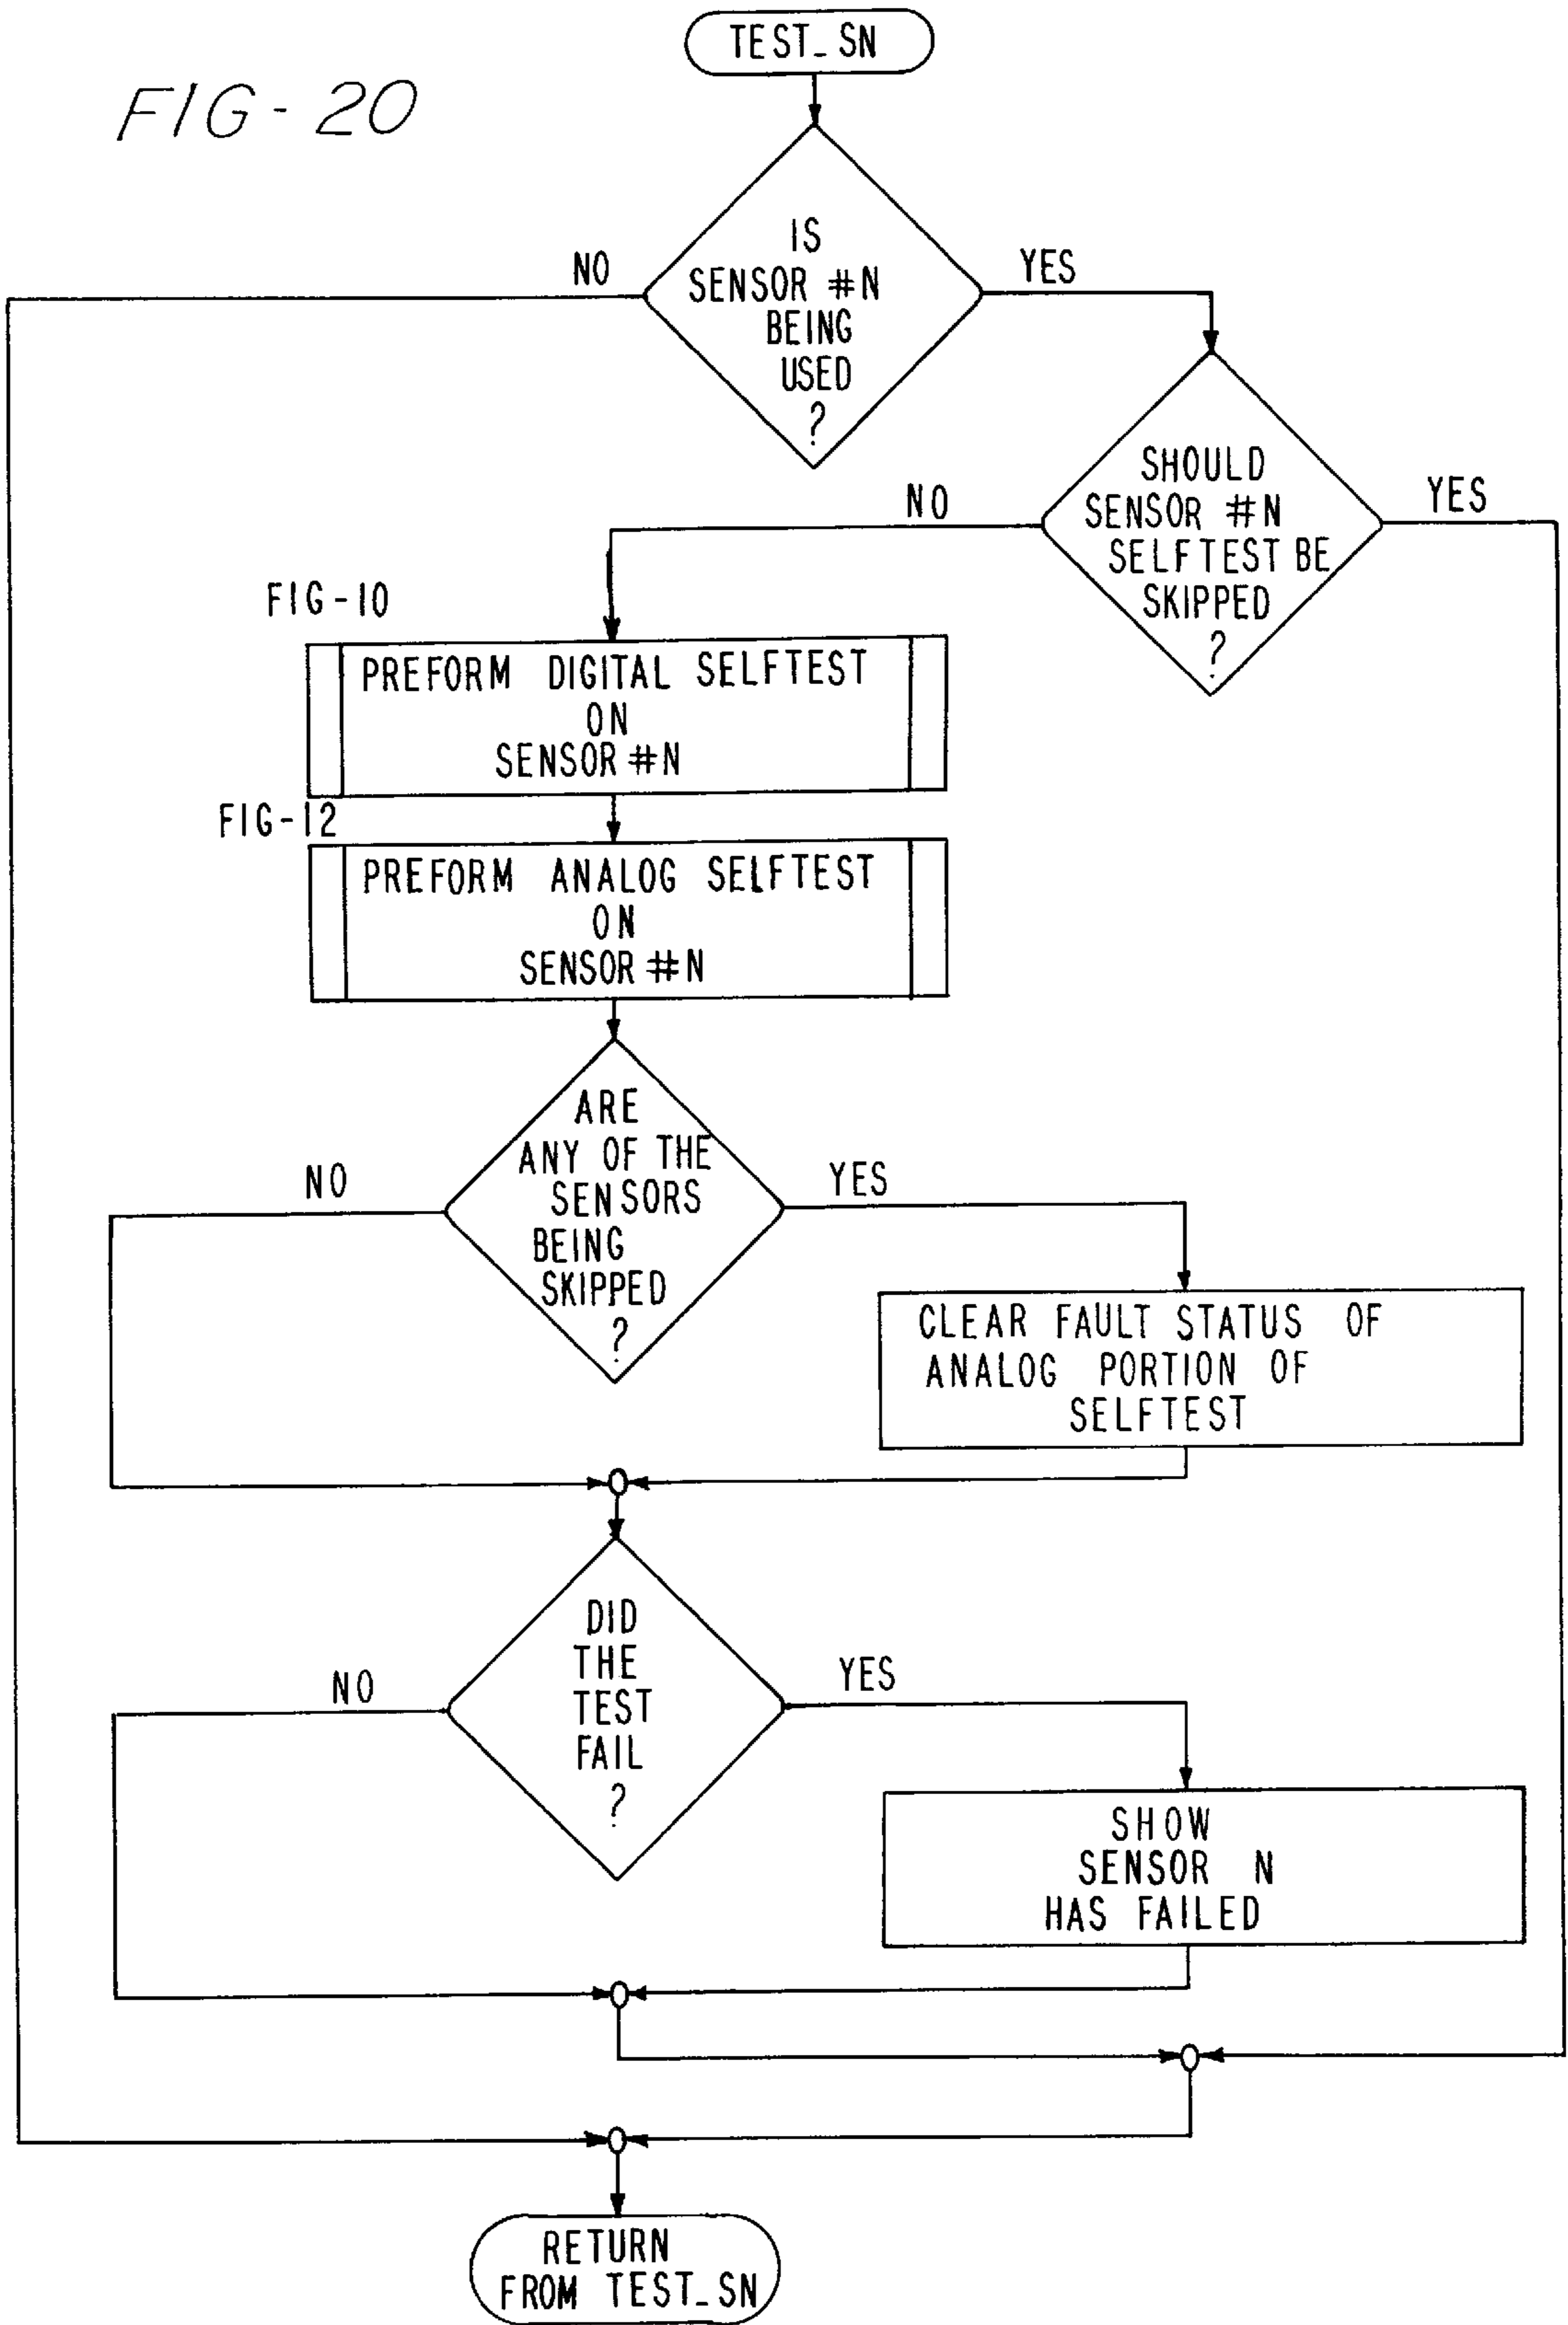 TEST_SN
FIG-20
IS
SENSOR #N
BEING
USED
?
NO
YES
SHOULD
SENSOR #N
SELFTEST BE
SKIPPED
?
NO
YES
FIG-10
PREFORM DIGITAL SELFTEST
ON
SENSOR #N
FIG-12
PREFORM ANALOG SELFTEST
ON
SENSOR #N
ARE
ANY OF THE
SENSORS
BEING
SKIPPED
?
NO
YES
CLEAR FAULT STATUS OF
ANALOG PORTION OF
SELFTEST
DID
THE
TEST
FAIL
?
NO
YES
SHOW
SENSOR N
HAS FAILED
RETURN
FROM TEST_SN